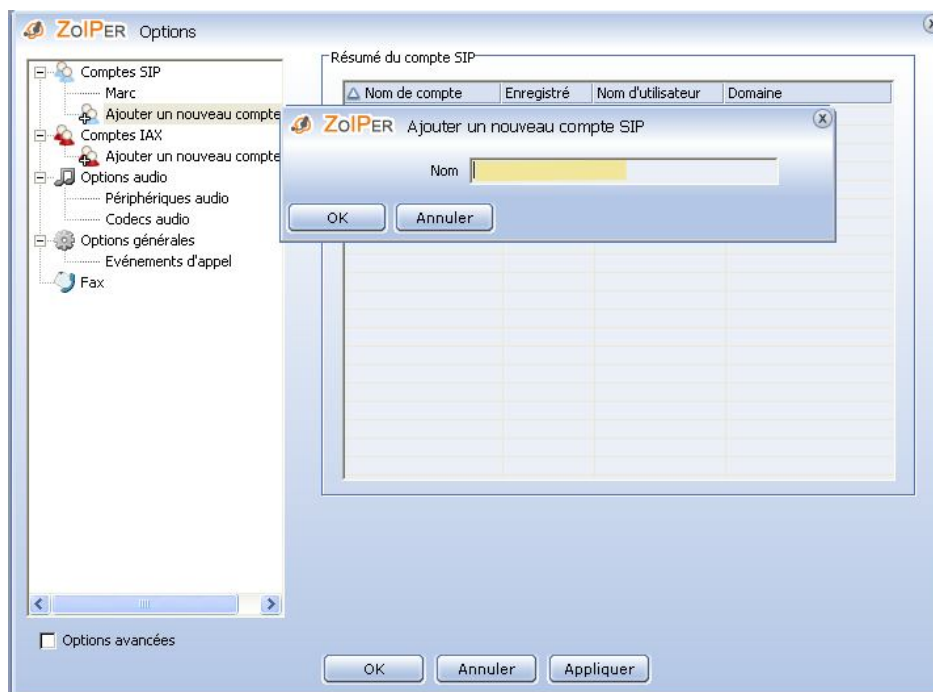 ZoIPER Options
Comptes SIP
Marc
Ajouter un nouveau compte
Comptes IAX
Ajouter un nouveau compte
Options audio
Périphériques audio
Codecs audio
Options générales
Evénements d'appel
Fax
Options avancées
Résumé du compte SIP
Nom de compte Enregistré Nom d'utilisateur Domaine
ZoIPER Ajouter un nouveau compte SIP
Nom
OK Annuler
OK Annuler Appliquer